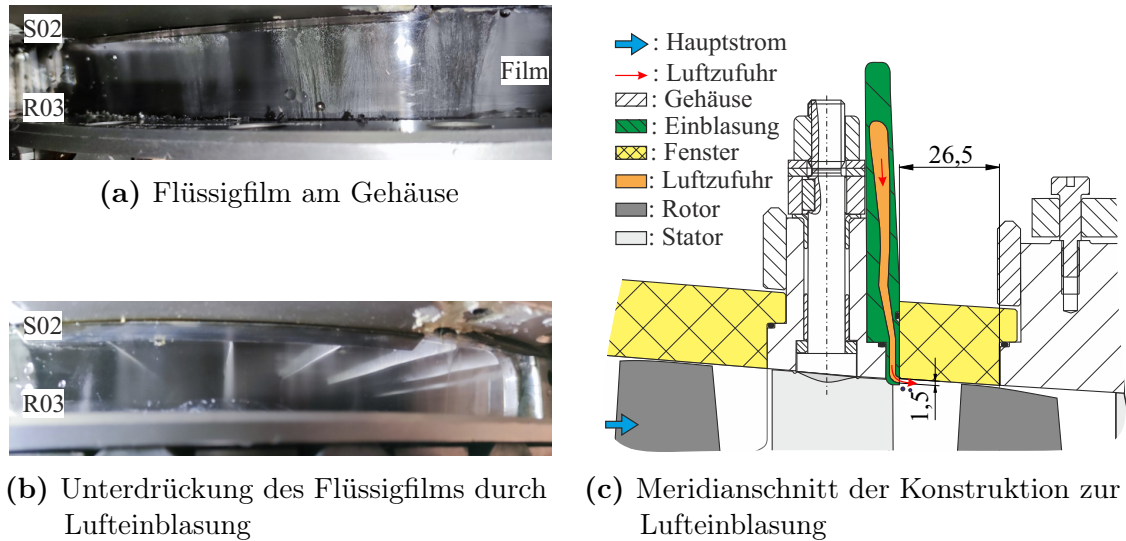 S02
R03
Film
(a) Flüssigfilm am Gehäuse
S02
R03
(b) Unterdrückung des Flüssigfilms durch
Lufteinblasung
: Hauptstrom
: Luftzufuhr
: Gehäuse
: Einblasung
: Fenster
: Luftzufuhr
: Rotor
: Stator
26,5
1,5
(c) Meridianschnitt der Konstruktion zur
Lufteinblasung